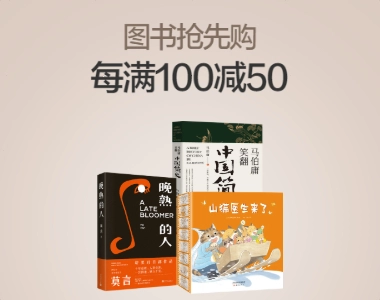 图书抢先购
每满100减50
马伯庸
笑翻
中国简
晚熟的人
A LATE
BLOOMER
莫言
山猫医生来了